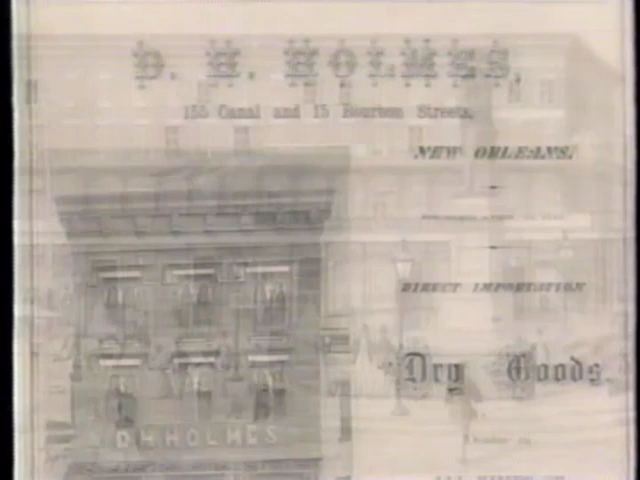 D. H. HOLMES,
155 Canal and 15 Bourbon Streets,
NEW ORLEANS.
DIRECT IMPORTATION
Dry Goods.
D H HOLMES